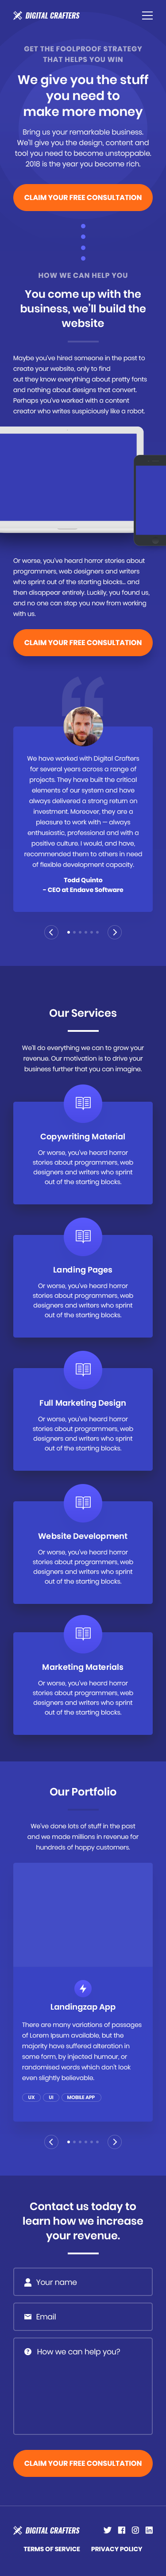 DIGITAL CRAFTERS
GET THE FOOLPROOF STRATEGY
THAT HELPS YOU WIN
We give you the stuff
you need to
make more money
Bring us your remarkable business.
We'll give you the design, content and
tool you need to become unstoppable.
2018 is the year you become rich.
CLAIM YOUR FREE CONSULTATION
HOW WE CAN HELP YOU
You come up with the
business, we'll build the
website
Maybe you've hired someone in the past to
create your website, only to find
out they know everything about pretty fonts
and nothing about designs that convert.
Perhaps you've worked with a content
creator who writes suspiciously like a robot.
Or worse, you've heard horror stories about
programmers, web designers and writers
who sprint out of the starting blocks... and
then disappear entirely. Luckily, you found us,
and no one can stop you now from working
with us.
CLAIM YOUR FREE CONSULTATION
We have worked with Digital Crafters
for several years across a range of
projects. They have built the critical
elements of our system and have
always delivered a strong return on
investment. Moreover, they are a
pleasure to work with — always
enthusiastic, professional and with a
positive culture. I would, and have,
recommended them to others in need
of flexible development capacity.
Todd Quinto
- CEO at Endava Software
Our Services
We'll do everything we can to grow your
revenue. Our motivation is to drive your
business further that you can imagine.
Copywriting Material
Or worse, you've heard horror
stories about programmers, web
designers and writers who sprint
out of the starting blocks.
Landing Pages
Or worse, you've heard horror
stories about programmers, web
designers and writers who sprint
out of the starting blocks.
Full Marketing Design
Or worse, you've heard horror
stories about programmers, web
designers and writers who sprint
out of the starting blocks.
Website Development
Or worse, you've heard horror
stories about programmers, web
designers and writers who sprint
out of the starting blocks.
Marketing Materials
Or worse, you've heard horror
stories about programmers, web
designers and writers who sprint
out of the starting blocks.
Our Portfolio
We've done lots of stuff in the past
and we made millions in revenue for
hundreds of happy customers.
Landingzap App
There are many variations of passages
of Lorem Ipsum available, but the
majority have suffered alteration in
some form, by injected humour, or
randomised words which don't look
even slightly believable.
UX UI MOBILE APP
Contact us today to
learn how we increase
your revenue.
Your name
Email
How we can help you?
CLAIM YOUR FREE CONSULTATION
DIGITAL CRAFTERS
TERMS OF SERVICE PRIVACY POLICY